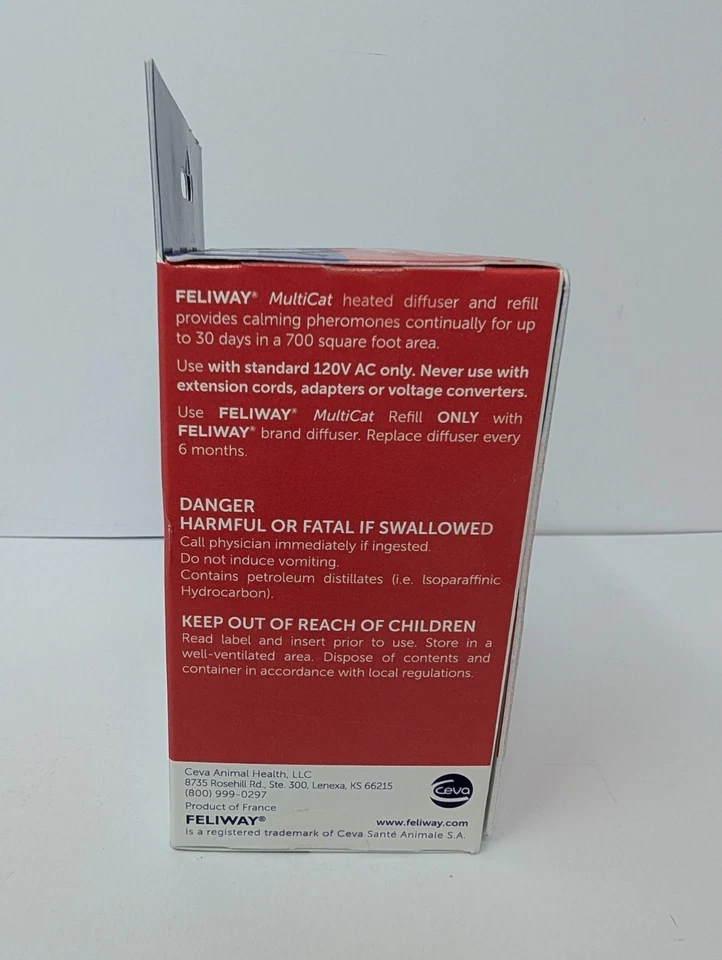 FELIWAY® MultiCat heated diffuser and refill
provides calming pheromones continually for up
to 30 days in a 700 square foot area.
Use with standard 120V AC only. Never use with
extension cords, adapters or voltage converters.
Use FELIWAY® MultiCat Refill ONLY with
FELIWAY® brand diffuser. Replace diffuser every
6 months.
DANGER
HARMFUL OR FATAL IF SWALLOWED
Call physician immediately if ingested.
Do not induce vomiting.
Contains petroleum distillates (i.e. Isoparaffinic
Hydrocarbon).
KEEP OUT OF REACH OF CHILDREN
Read label and insert prior to use. Store in a
well-ventilated area. Dispose of contents and
container in accordance with local regulations.
Ceva Animal Health, LLC
8735 Rosehill Rd., Ste. 300, Lenexa, KS 66215
(800) 999-0297
Product of France
ceva
FELIWAY® www.feliway.com
is a registered trademark of Ceva Santé Animale S.A.